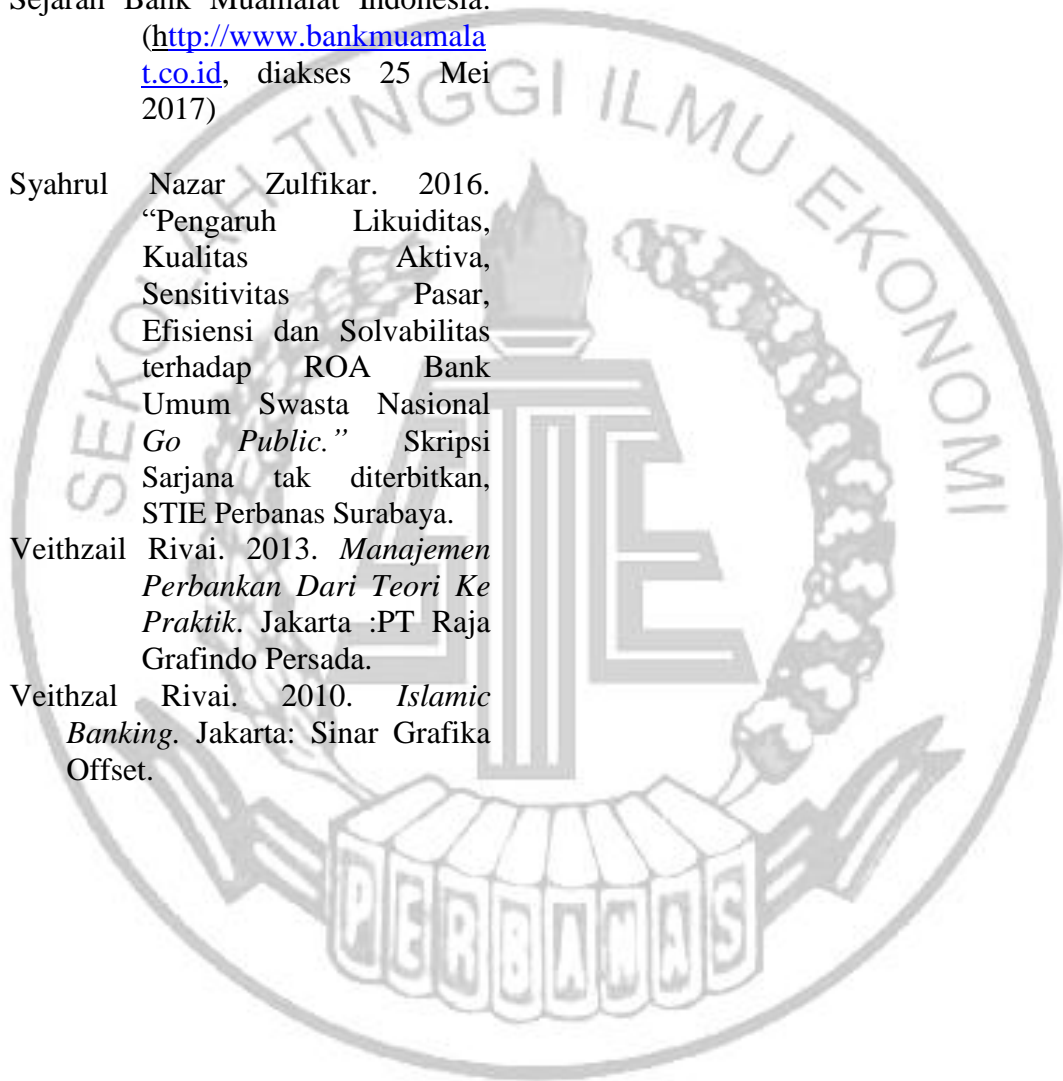 Sejarah Bank Muamalat Indonesia.
(http://www.bankmuamala
t.co.id, diakses 25 Mei
2017)
Syahrul Nazar Zulfikar. 2016.
“Pengaruh Likuiditas,
Kualitas Aktiva,
Sensitivitas Pasar,
Efisiensi dan Solvabilitas
terhadap ROA Bank
Umum Swasta Nasional
Go Public.” Skripsi
Sarjana tak diterbitkan,
STIE Perbanas Surabaya.
Veithzail Rivai. 2013. Manajemen
Perbankan Dari Teori Ke
Praktik. Jakarta :PT Raja
Grafindo Persada.
Veithzal Rivai. 2010. Islamic
Banking. Jakarta: Sinar Grafika
Offset.
SEKOLAH TINGGI ILMU EKONOMI
PERBANAS